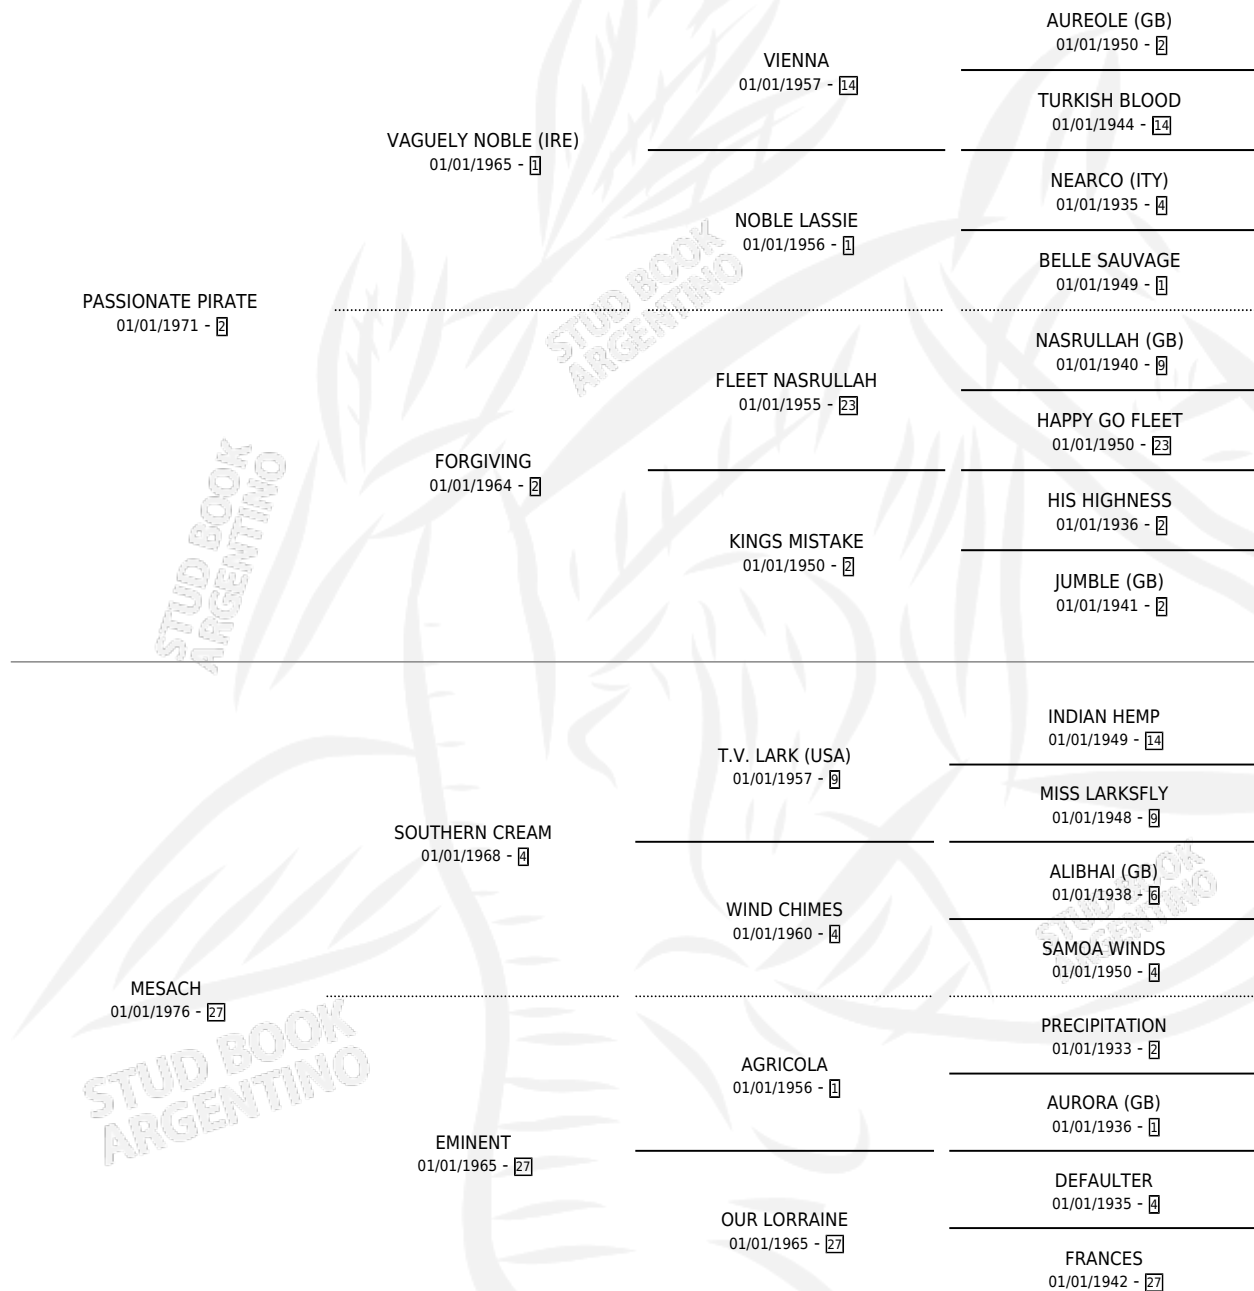 AUREOLE (GB)
01/01/1950 - 2
VIENNA
01/01/1957 - 14
TURKISH BLOOD
01/01/1944 - 14
VAGUELY NOBLE (IRE)
01/01/1965 - 1
NEARCO (ITY)
01/01/1935 - 4
NOBLE LASSIE
01/01/1956 - 1
BELLE SAUVAGE
01/01/1949 - 1
PASSIONATE PIRATE
01/01/1971 - 2
NASRULLAH (GB)
01/01/1940 - 9
FLEET NASRULLAH
01/01/1955 - 23
HAPPY GO FLEET
01/01/1950 - 23
FORGIVING
01/01/1964 - 2
HIS HIGHNESS
01/01/1936 - 2
KINGS MISTAKE
01/01/1950 - 2
JUMBLE (GB)
01/01/1941 - 2
INDIAN HEMP
01/01/1949 - 14
T.V. LARK (USA)
01/01/1957 - 9
MISS LARKSFLY
01/01/1948 - 9
SOUTHERN CREAM
01/01/1968 - 4
ALIBHAI (GB)
01/01/1938 - 6
WIND CHIMES
01/01/1960 - 4
SAMOA WINDS
01/01/1950 - 4
MESACH
01/01/1976 - 27
PRECIPITATION
01/01/1933 - 2
AGRICOLA
01/01/1956 - 1
AURORA (GB)
01/01/1936 - 1
EMINENT
01/01/1965 - 27
DEFAULTER
01/01/1935 - 4
OUR LORRAINE
01/01/1965 - 27
FRANCES
01/01/1942 - 27
STUD BOOK
ARGENTINO
STUD BOOK
ARGENTINO
STUD BOOK
ARGENTINO
STUD BOOK
ARGENTINO